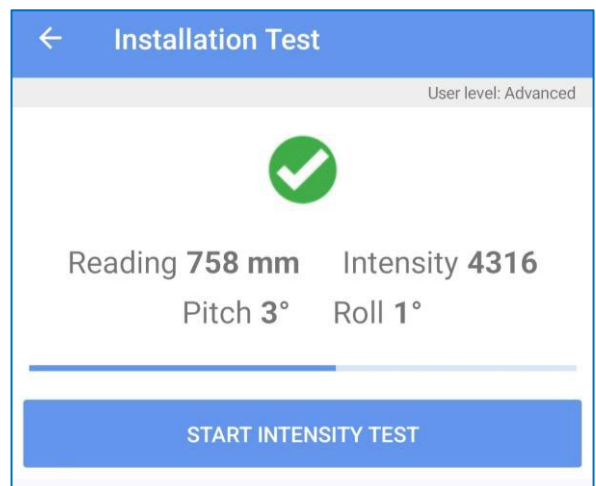 Installation Test
User level: Advanced
Reading 758 mm Intensity 4316
Pitch 3° Roll 1°
START INTENSITY TEST